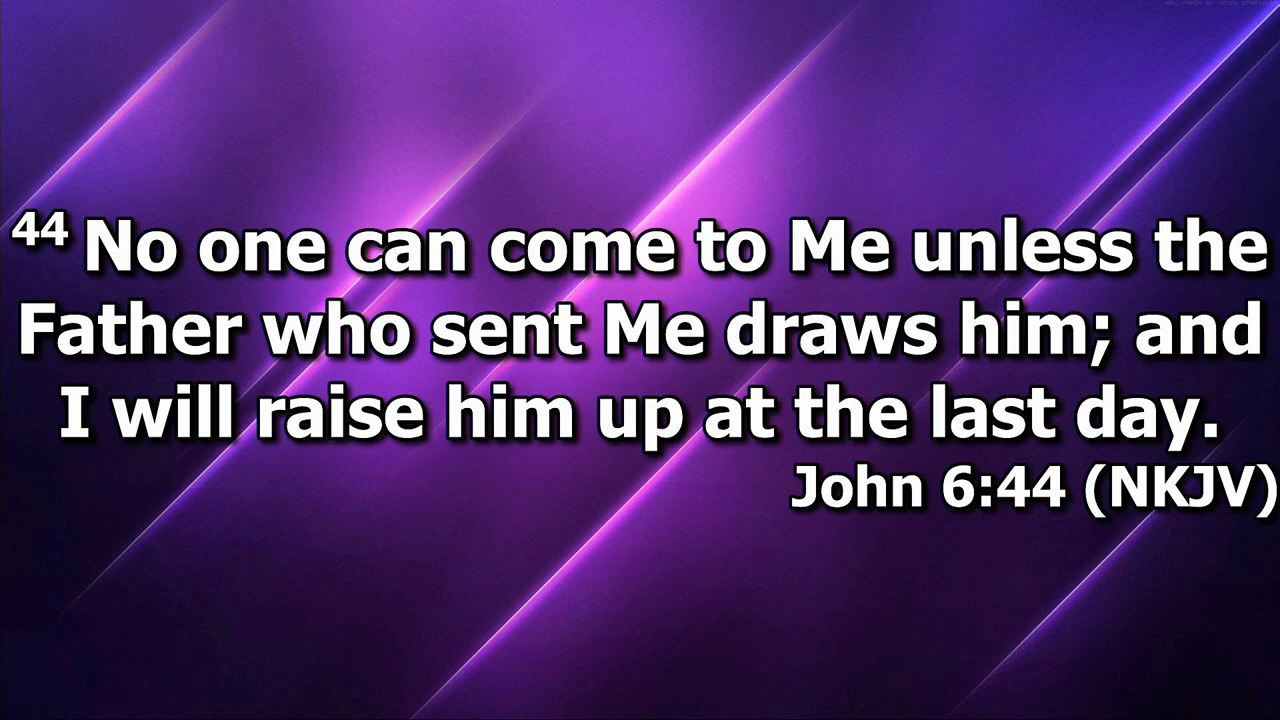 44 No one can come to Me unless the
Father who sent Me draws him; and
I will raise him up at the last day.
John 6:44 (NKJV)